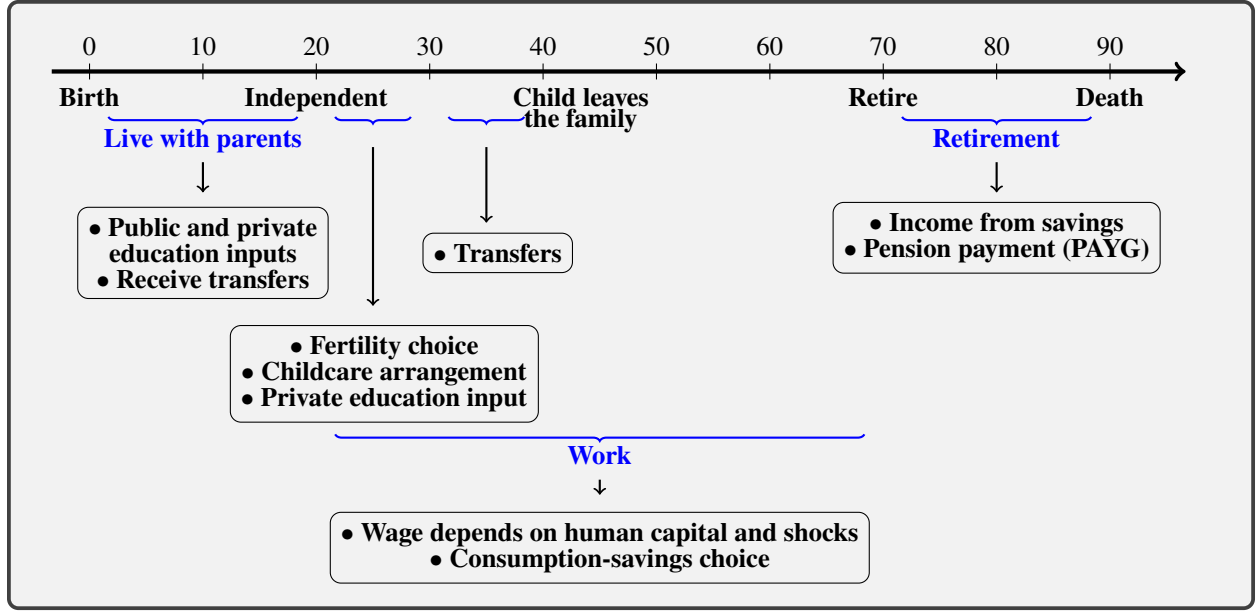 0 10 20 30 40 50 60 70 80 90
Birth Independent Child leaves Retire Death
the family
Live with parents Retirement
• Public and private
education inputs
• Receive transfers
• Transfers
• Income from savings
• Pension payment (PAYG)
• Fertility choice
• Childcare arrangement
• Private education input
Work
• Wage depends on human capital and shocks
• Consumption-savings choice